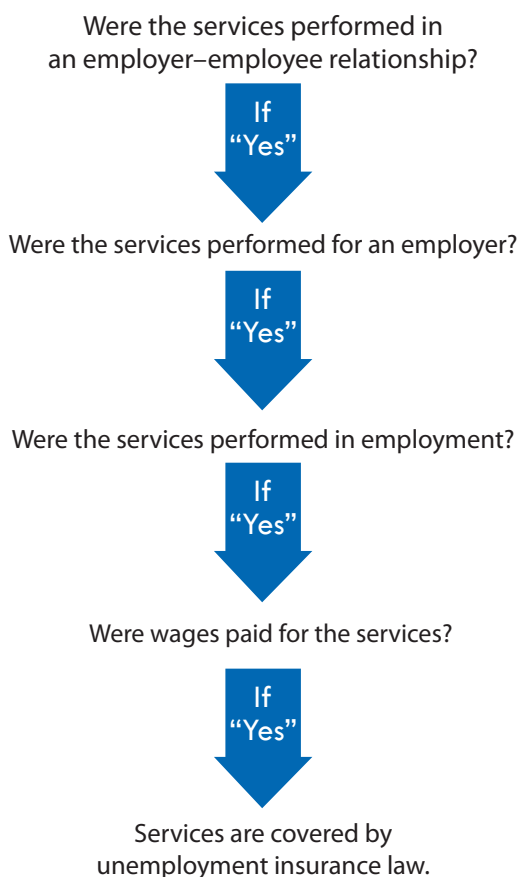 Were the services performed in
an employer–employee relationship?
If
“Yes”
Were the services performed for an employer?
If
“Yes”
Were the services performed in employment?
If
“Yes”
Were wages paid for the services?
If
“Yes”
Services are covered by
unemployment insurance law.